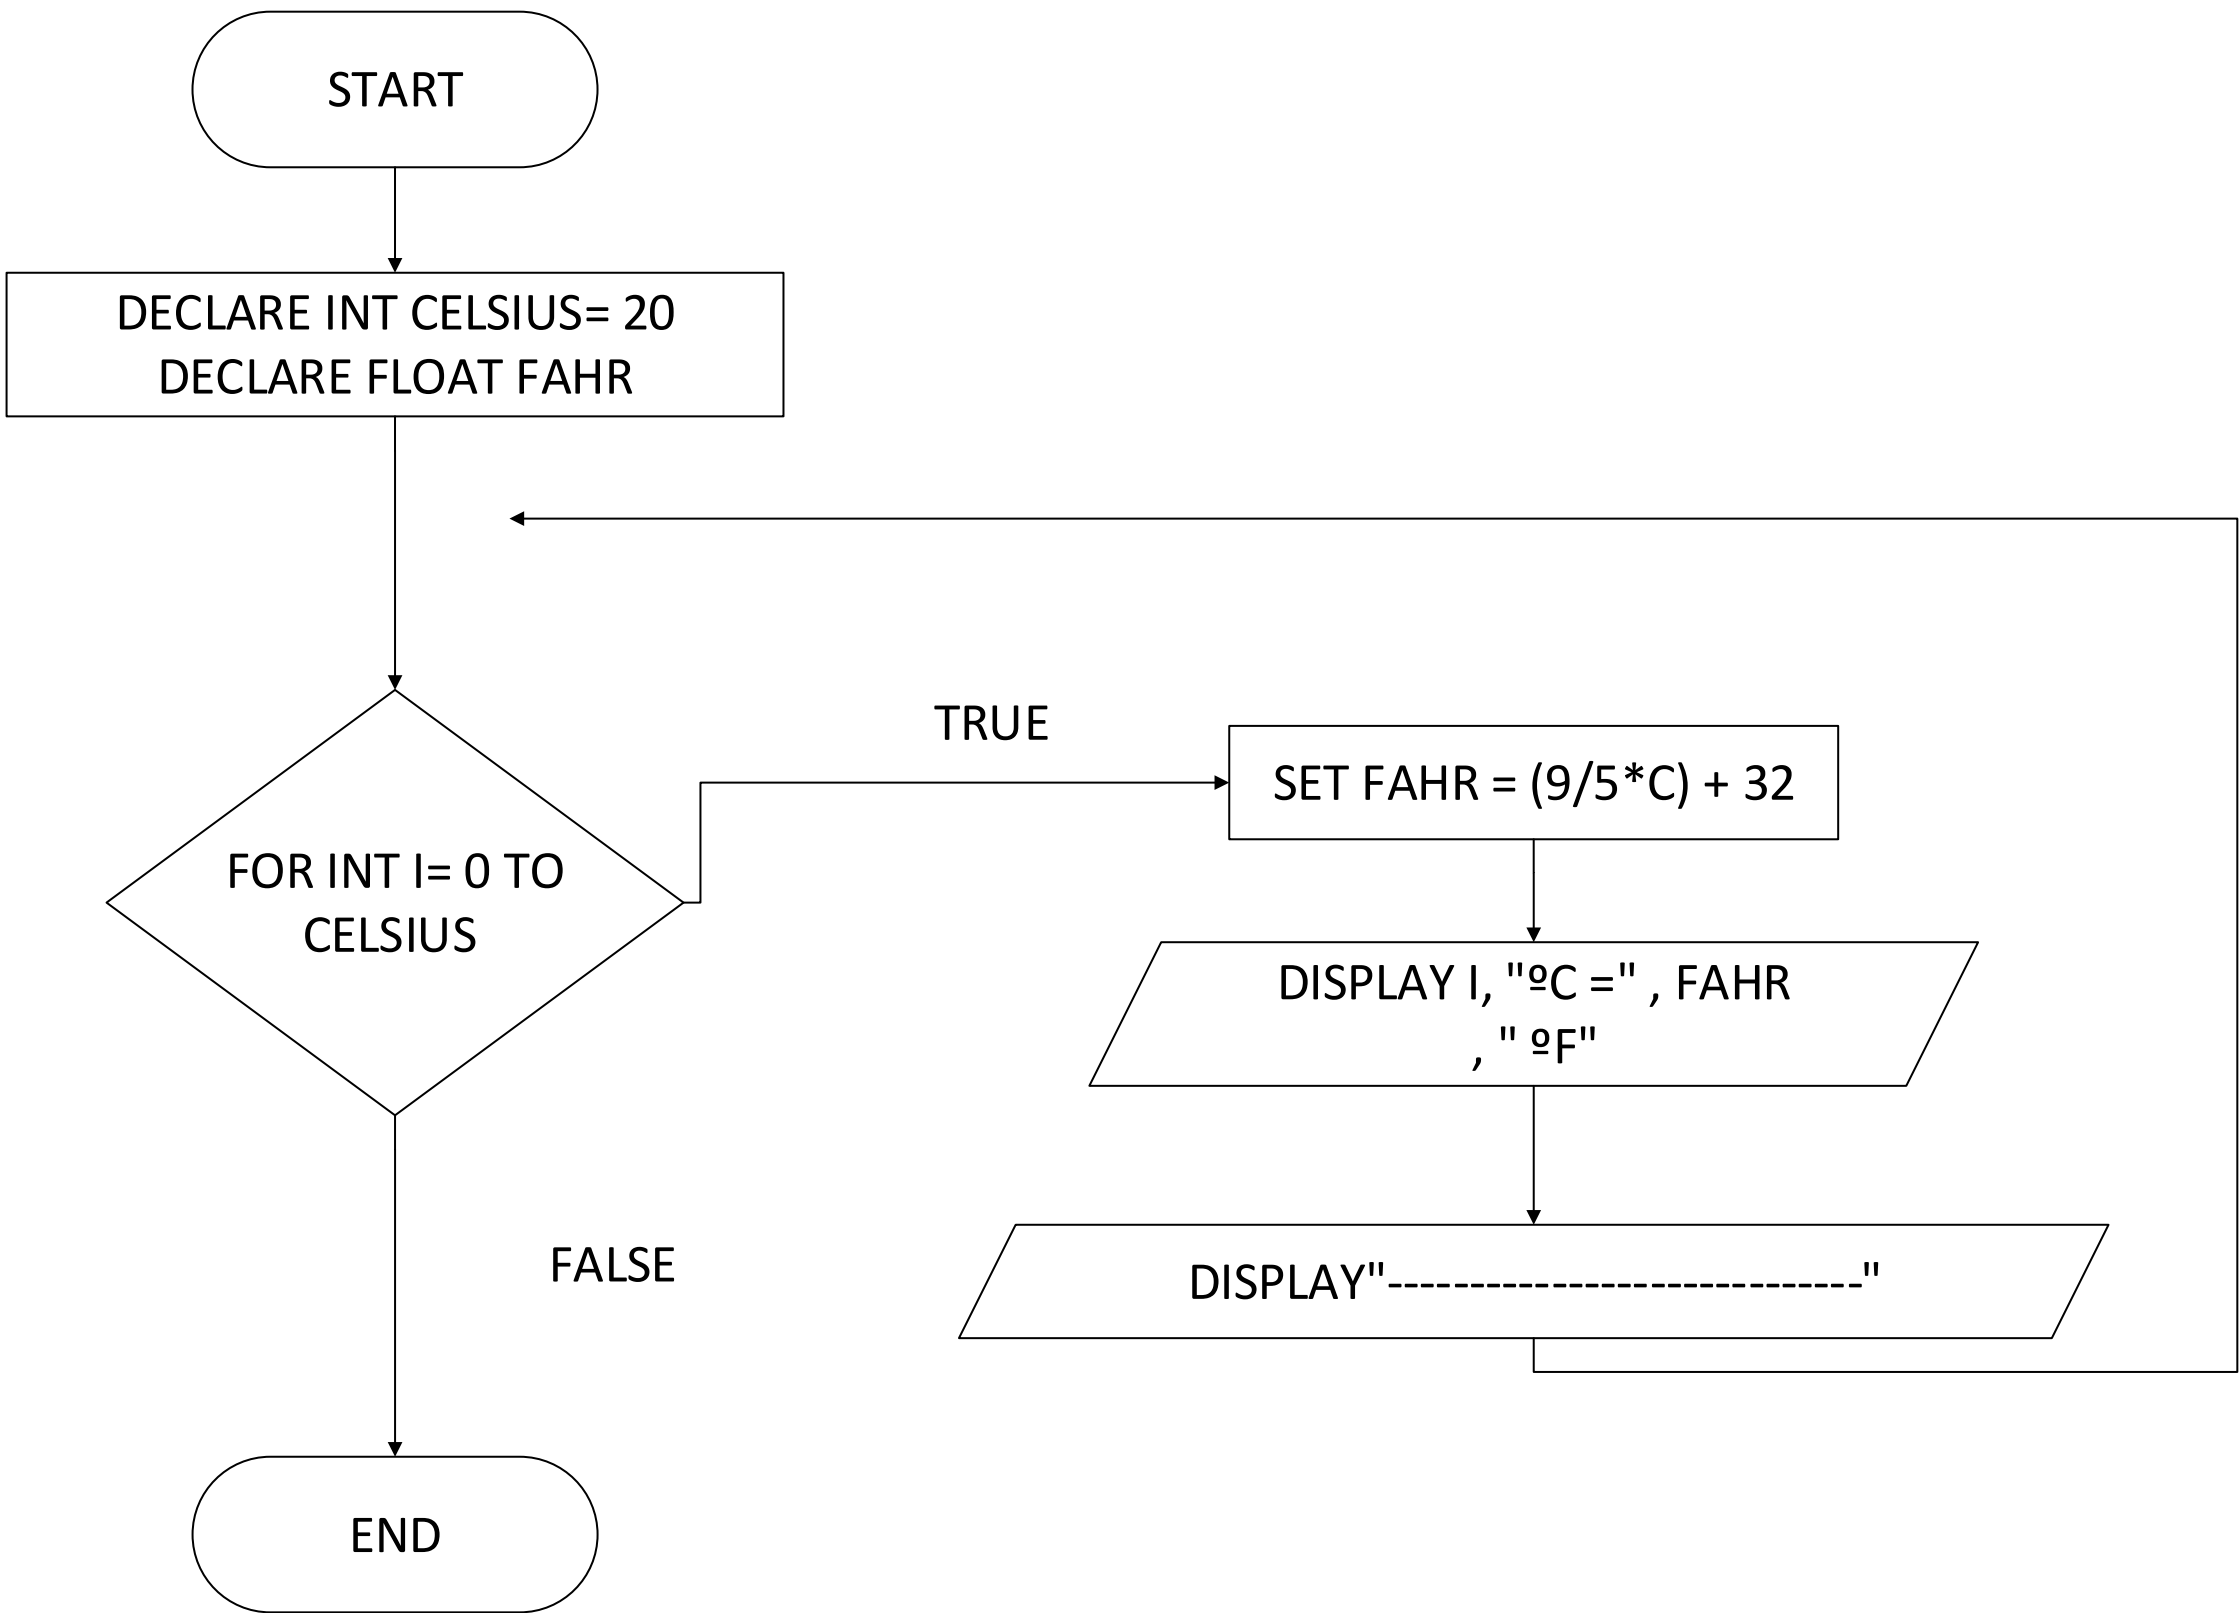 START
DECLARE INT CELSIUS= 20
DECLARE FLOAT FAHR
TRUE
SET FAHR = (9/5*C) + 32
FOR INT I= 0 TO
CELSIUS
DISPLAY I, "ºC =" , FAHR
, " ºF"
FALSE
DISPLAY"-----------------------------"
END